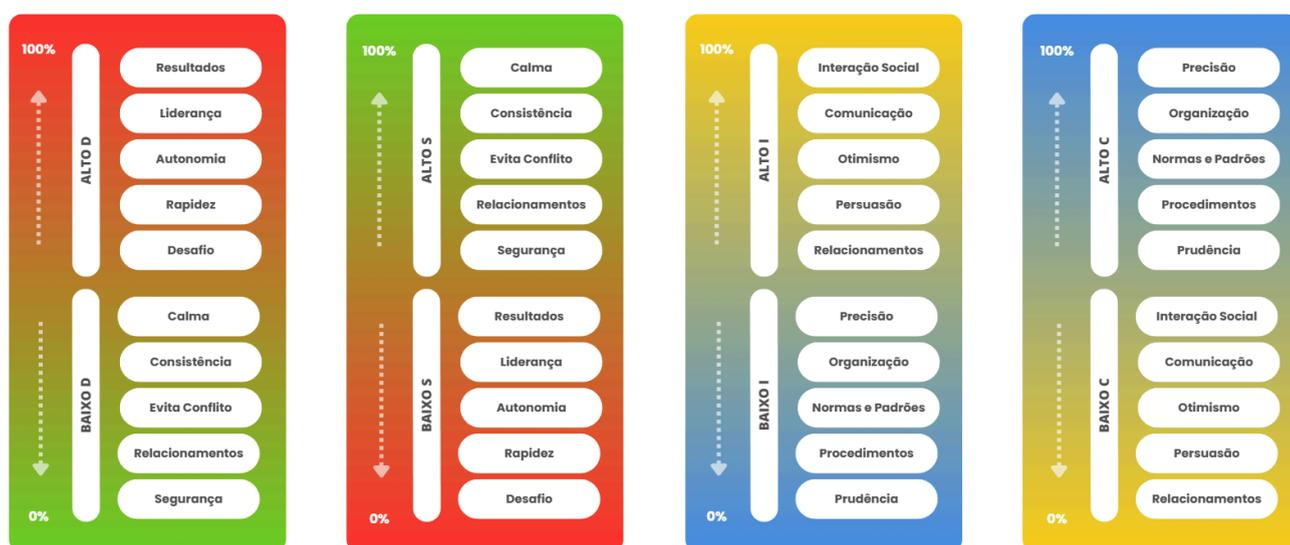 100%
ALTO D
Resultados
Liderança
Autonomia
Rapidez
Desafio
BAIXO D
Calma
Consistência
Evita Conflito
Relacionamentos
Segurança
0%
100%
ALTO S
Calma
Consistência
Evita Conflito
Relacionamentos
Segurança
BAIXO S
Resultados
Liderança
Autonomia
Rapidez
Desafio
0%
100%
ALTO I
Interação Social
Comunicação
Otimismo
Persuasão
Relacionamentos
BAIXO I
Precisão
Organização
Normas e Padrões
Procedimentos
Prudência
0%
100%
ALTO C
Precisão
Organização
Normas e Padrões
Procedimentos
Prudência
BAIXO C
Interação Social
Comunicação
Otimismo
Persuasão
Relacionamentos
0%